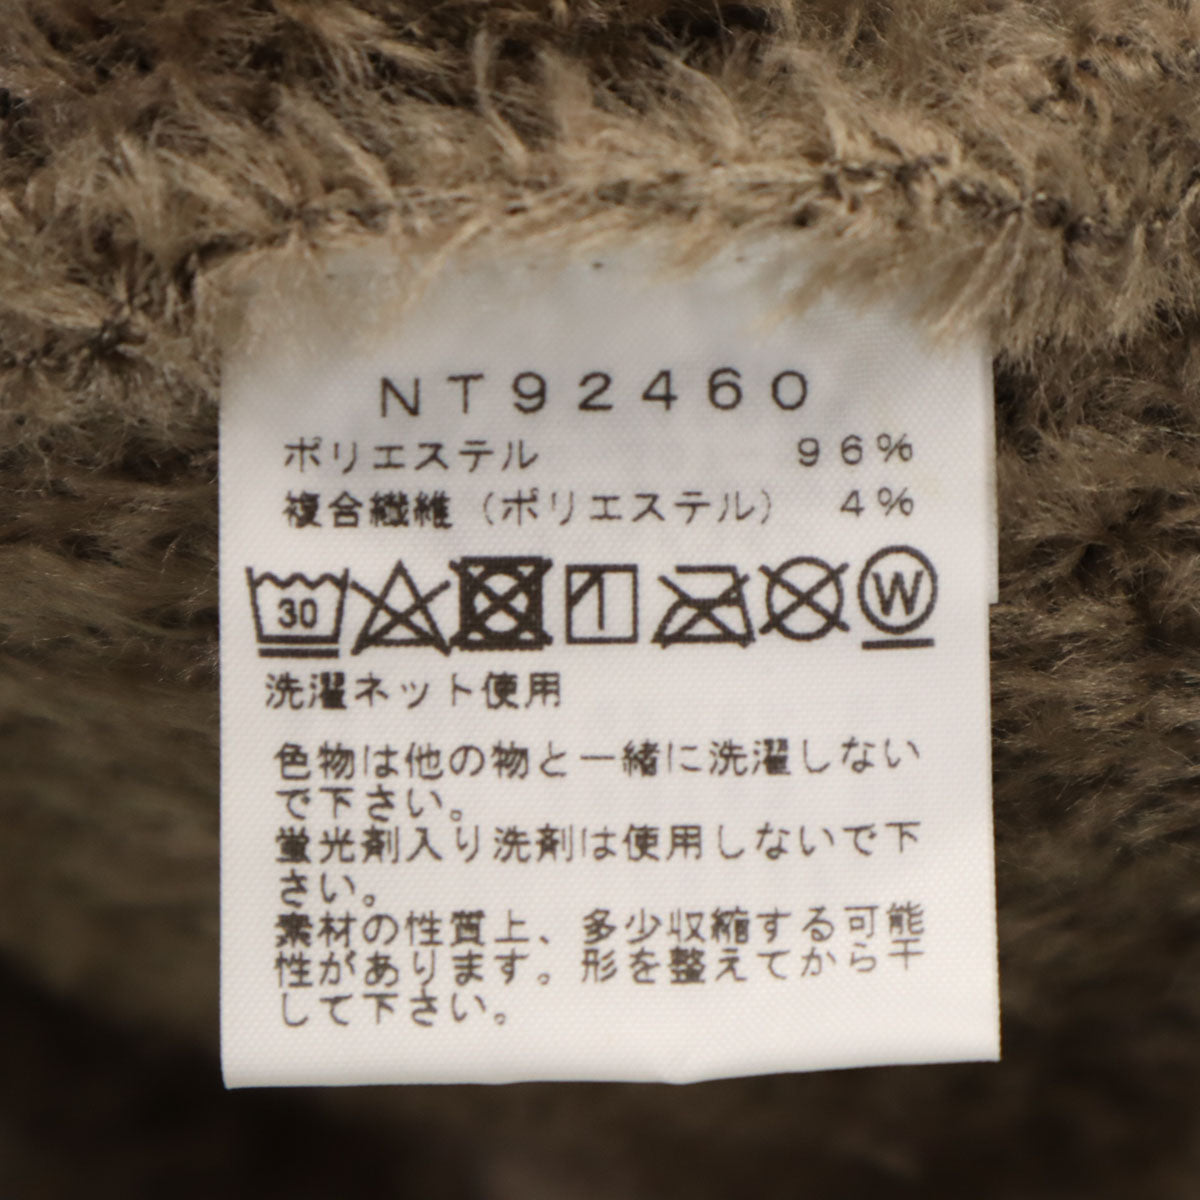 NT92460
ポリエステル 96%
複合繊維（ポリエステル） 4%
30 W
洗濯ネット使用
色物は他の物と一緒に洗濯しない
で下さい。
蛍光剤入り洗剤は使用しないで下
さい。
素材の性質上、多少収縮する可能
性があります。形を整えてから干
して下さい。